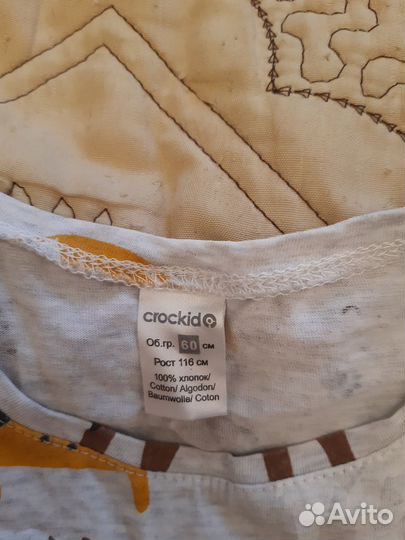 crockid
Об.гр. 60 см
Рост 116 см
100% хлопок/
Cotton/ Algodon/
Baumwolle/ Coton
Avito